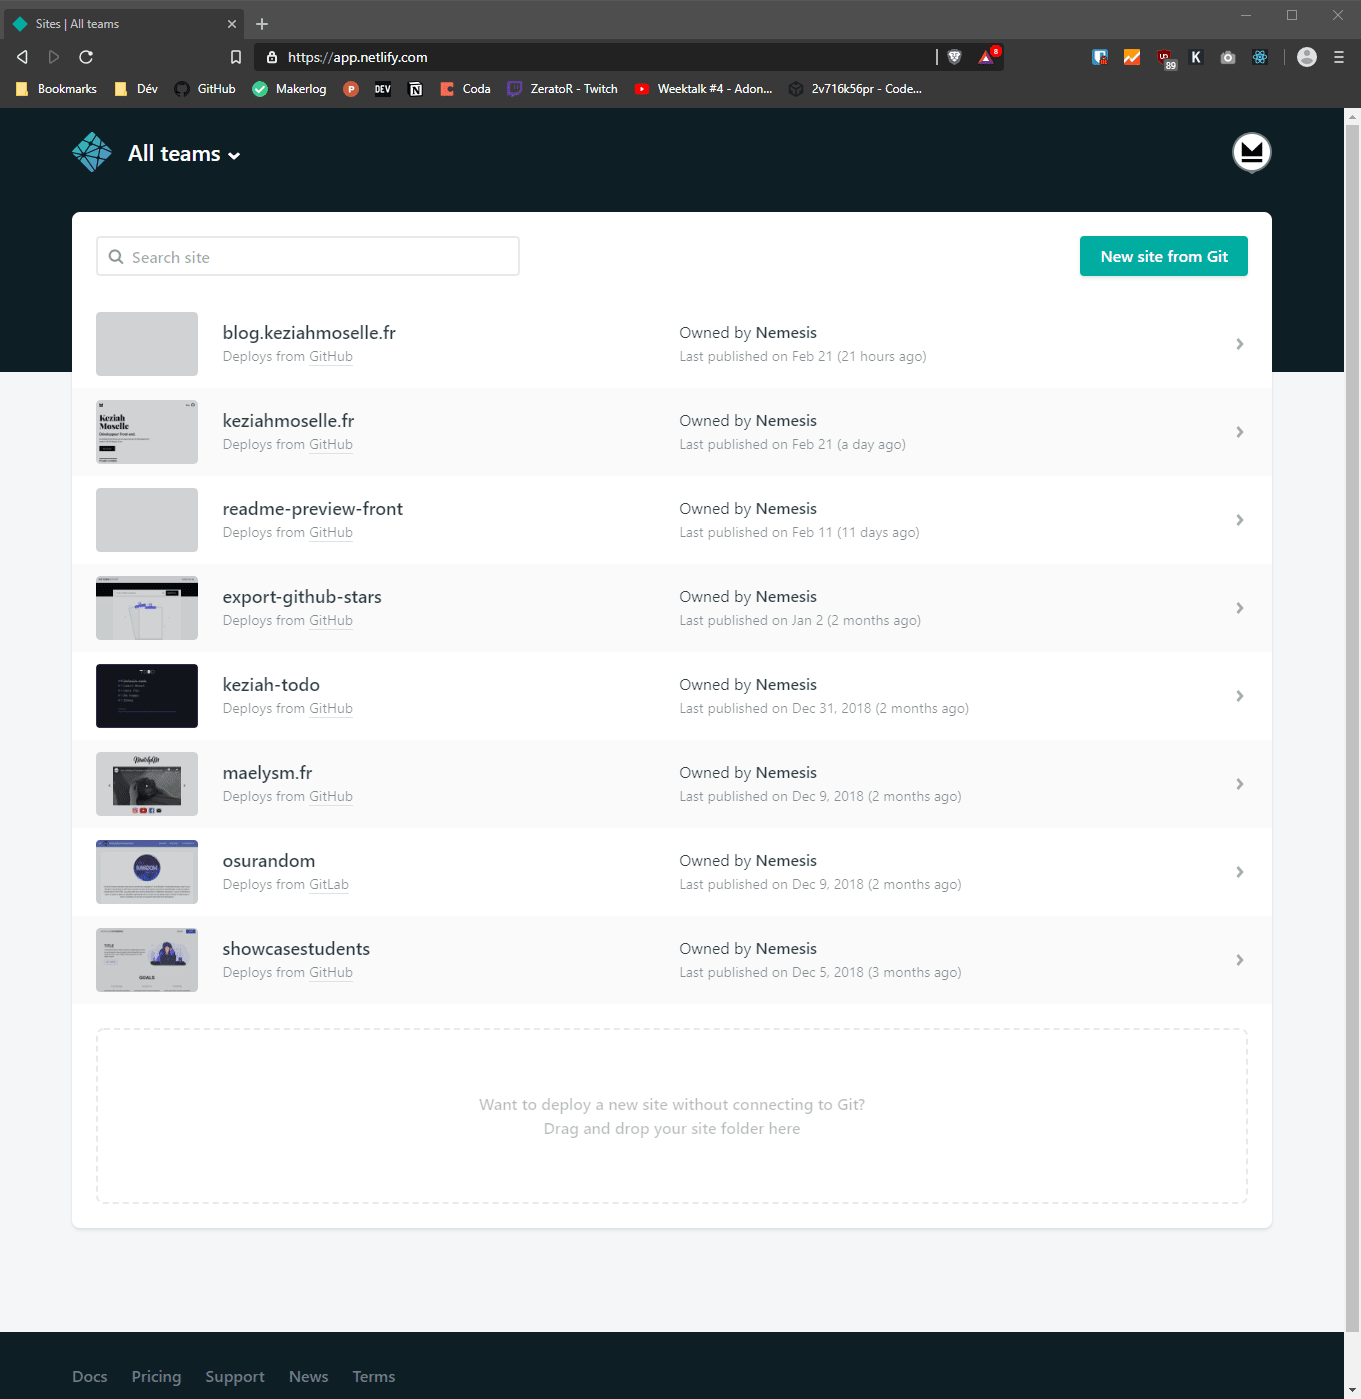 Sites | All teams
https://app.netlify.com
8
89
K
Bookmarks
Dév
GitHub
Makerlog
P
DEV
N
Coda
ZeratoR - Twitch
Weektalk #4 - Adon...
2v716k56pr - Code...
All teams
Search site
New site from Git
blog.keziahmoselle.fr
Deploys from GitHub
Owned by Nemesis
Last published on Feb 21 (21 hours ago)
Keziah
Moselle
keziahmoselle.fr
Deploys from GitHub
Owned by Nemesis
Last published on Feb 21 (a day ago)
readme-preview-front
Deploys from GitHub
Owned by Nemesis
Last published on Feb 11 (11 days ago)
export-github-stars
Deploys from GitHub
Owned by Nemesis
Last published on Jan 2 (2 months ago)
keziah-todo
Deploys from GitHub
Owned by Nemesis
Last published on Dec 31, 2018 (2 months ago)
maelysm.fr
Deploys from GitHub
Owned by Nemesis
Last published on Dec 9, 2018 (2 months ago)
osurandom
Deploys from GitLab
Owned by Nemesis
Last published on Dec 9, 2018 (2 months ago)
TITLE
GOALS
showcasestudents
Deploys from GitHub
Owned by Nemesis
Last published on Dec 5, 2018 (3 months ago)
Want to deploy a new site without connecting to Git?
Drag and drop your site folder here
Docs
Pricing
Support
News
Terms